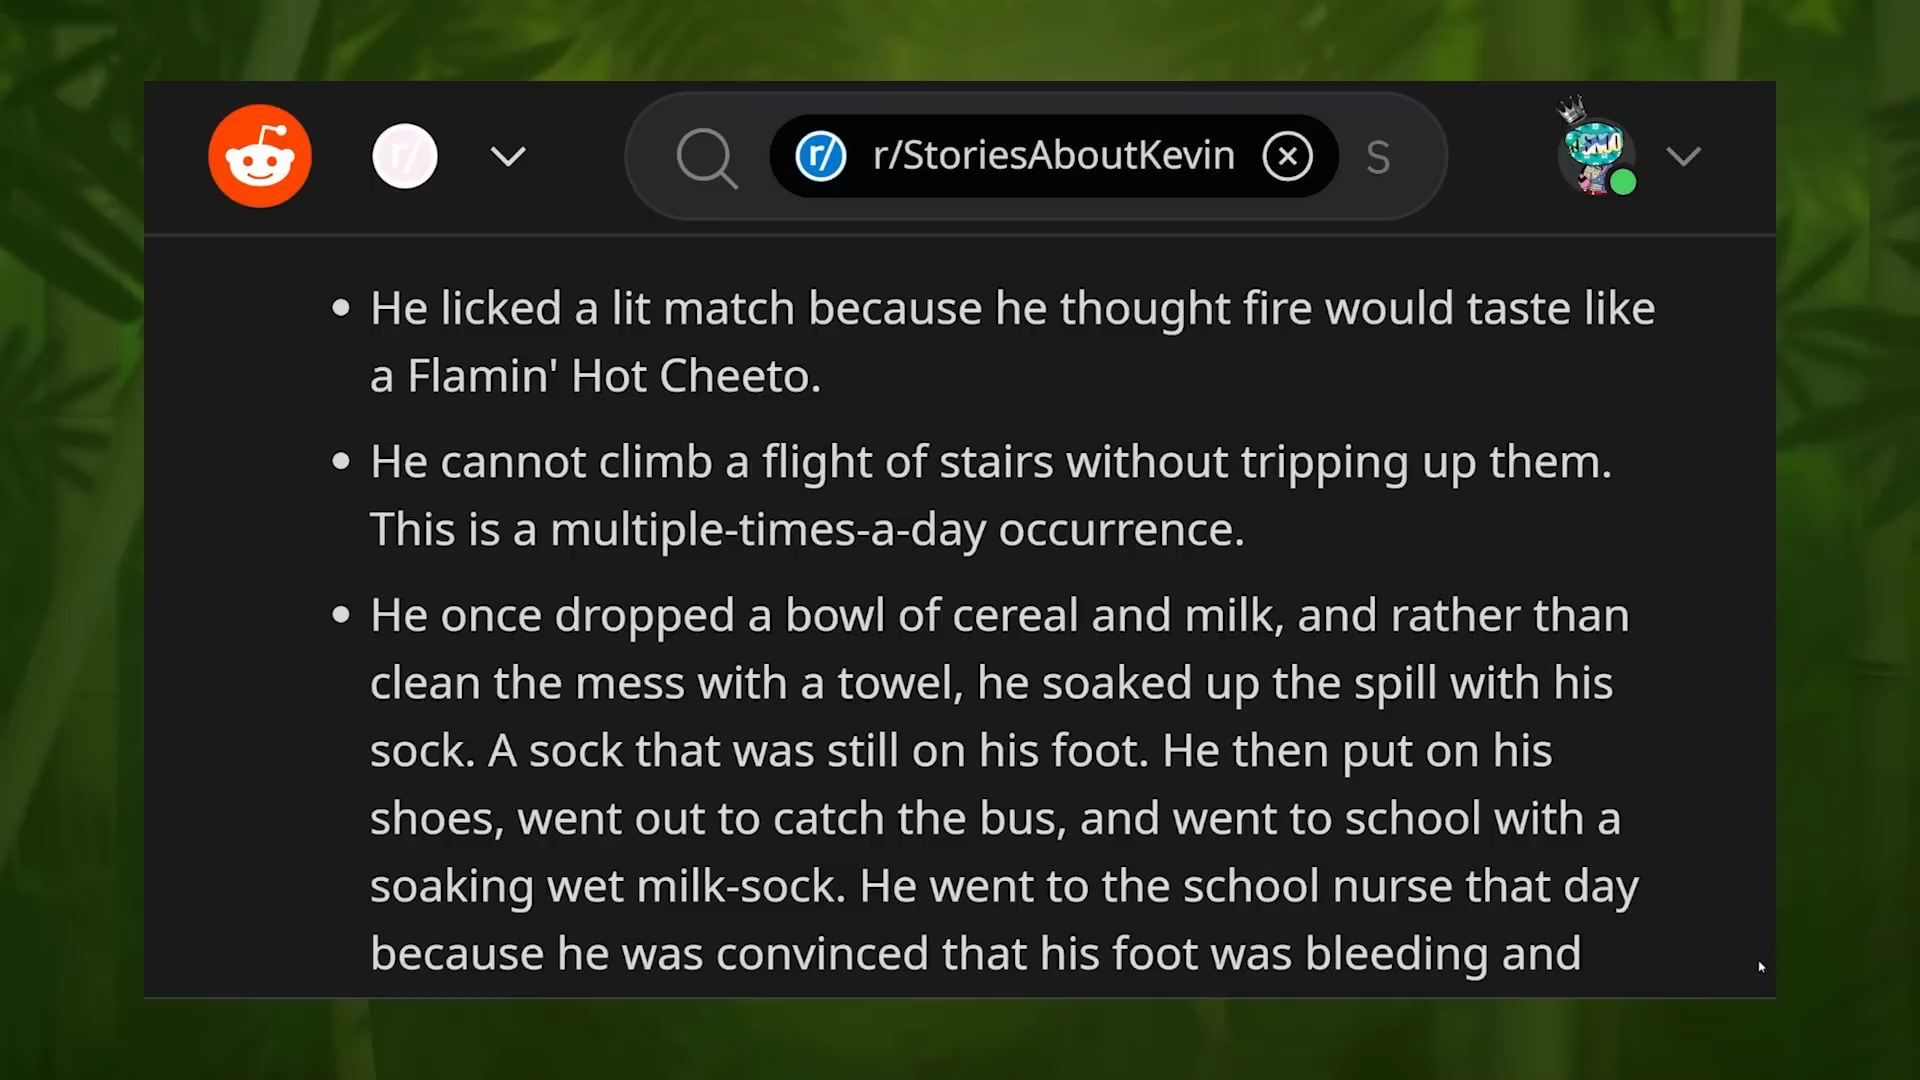 r/ r/StoriesAboutKevin S
• He licked a lit match because he thought fire would taste like
a Flamin' Hot Cheeto.
• He cannot climb a flight of stairs without tripping up them.
This is a multiple-times-a-day occurrence.
• He once dropped a bowl of cereal and milk, and rather than
clean the mess with a towel, he soaked up the spill with his
sock. A sock that was still on his foot. He then put on his
shoes, went out to catch the bus, and went to school with a
soaking wet milk-sock. He went to the school nurse that day
because he was convinced that his foot was bleeding and